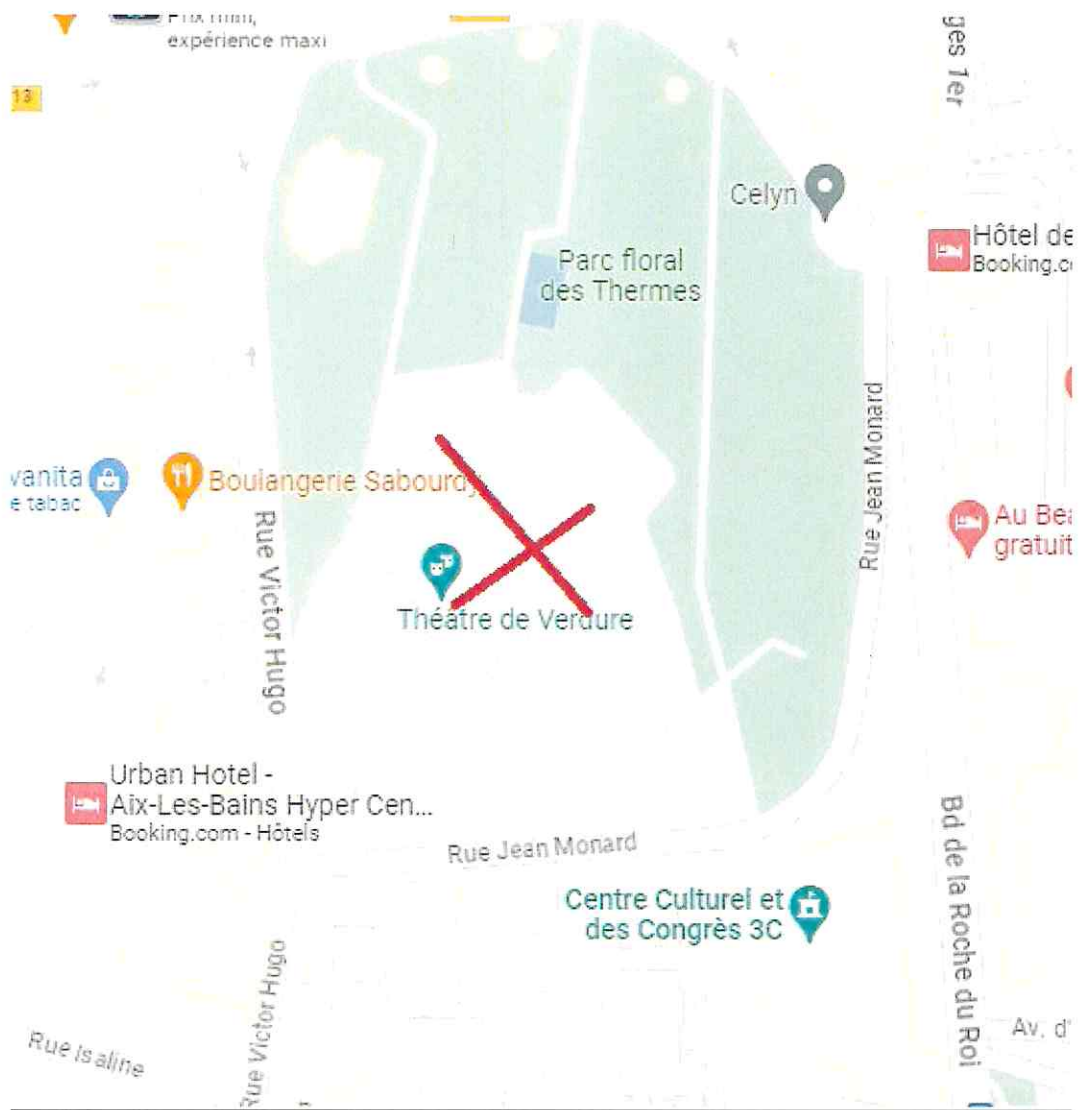 expérience maxi
13
ges 1er
Celyn
Hôtel de
Booking.c
Parc floral
des Thermes
Rue Jean Monard
vanita
e tabac
Boulangerie Sabourdy
Au Bea
gratuit
Rue Victor Hugo
Théâtre de Verdure
Urban Hotel -
Aix-Les-Bains Hyper Cen...
Booking.com - Hôtels
Rue Jean Monard
Centre Culturel et
des Congrès 3C
Bd de la Roche du Roi
Rue Victor Hugo
Av. d'
Rue Isaline